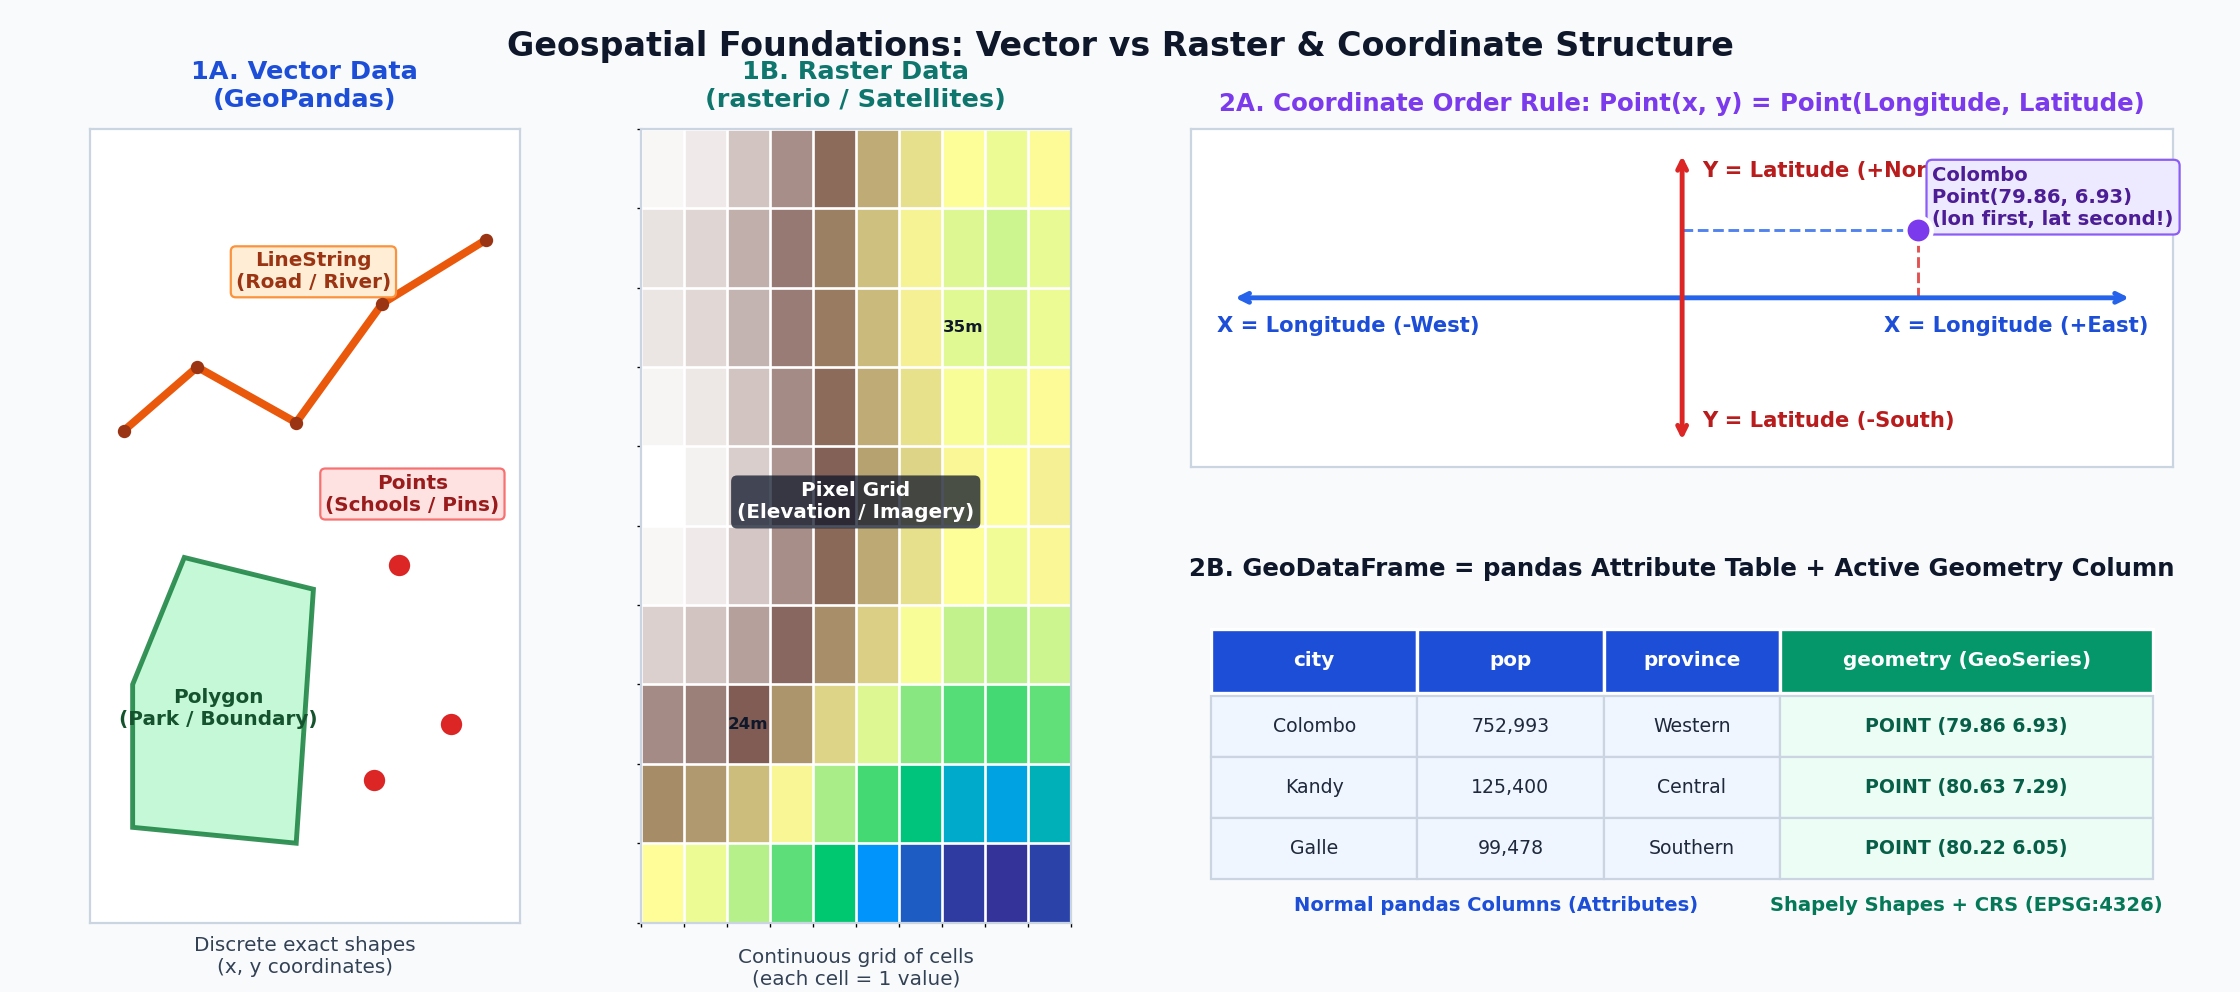 Geospatial Foundations: Vector vs Raster & Coordinate Structure
1A. Vector Data
(GeoPandas)
LineString
(Road / River)
Points
(Schools / Pins)
Polygon
(Park / Boundary)
Discrete exact shapes
(x, y coordinates)
1B. Raster Data
(rasterio / Satellites)
35m
Pixel Grid
(Elevation / Imagery)
24m
Continuous grid of cells
(each cell = 1 value)
2A. Coordinate Order Rule: Point(x, y) = Point(Longitude, Latitude)
Y = Latitude (+Nor
Colombo
Point(79.86, 6.93)
(lon first, lat second!)
X = Longitude (-West)
X = Longitude (+East)
Y = Latitude (-South)
2B. GeoDataFrame = pandas Attribute Table + Active Geometry Column
city pop province geometry (GeoSeries)
Colombo 752,993 Western POINT (79.86 6.93)
Kandy 125,400 Central POINT (80.63 7.29)
Galle 99,478 Southern POINT (80.22 6.05)
Normal pandas Columns (Attributes)
Shapely Shapes + CRS (EPSG:4326)